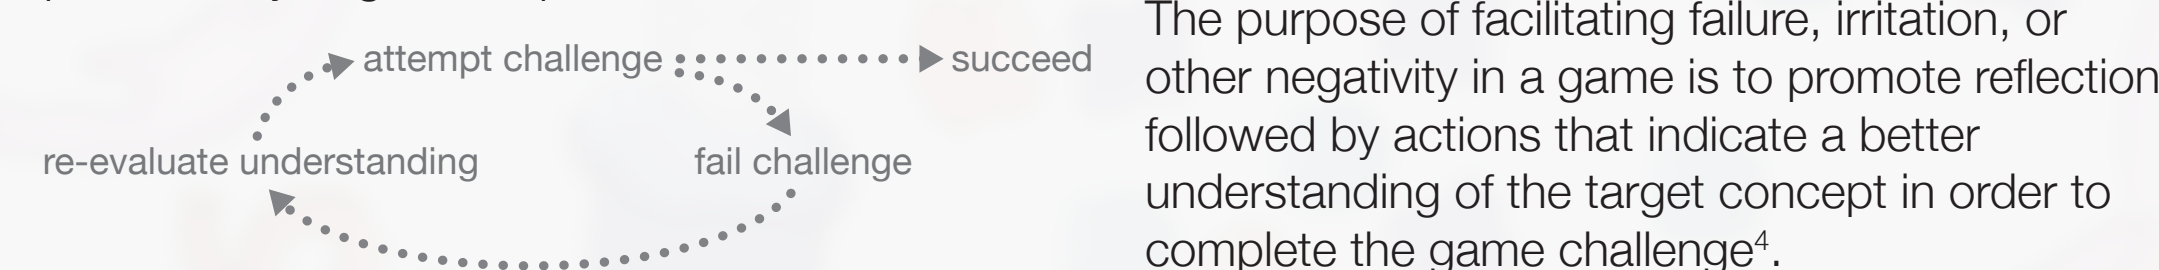 attempt challenge
succeed
re-evaluate understanding
fail challenge
The purpose of facilitating failure, irritation, or
other negativity in a game is to promote reflection
followed by actions that indicate a better
understanding of the target concept in order to
complete the game challenge⁴.